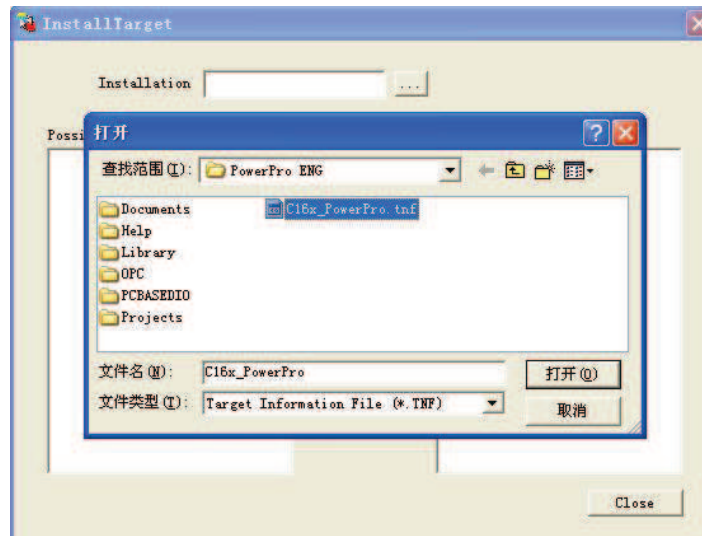 InstallTarget
Installation
...
Possi
打开
查找范围(I):
PowerPro ENG
Documents
Help
Library
OPC
PCBASEDIO
Projects
C16x_PowerPro.tnf
文件名(N):
C16x_PowerPro
打开(O)
文件类型(T):
Target Information File (*.TNF)
取消
Close